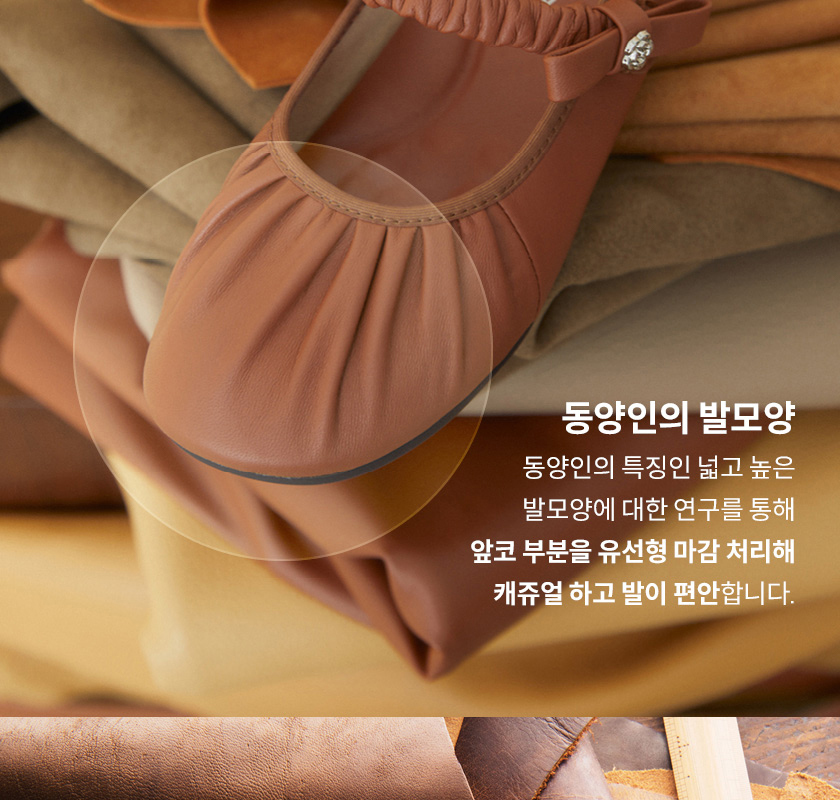 동양인의 발모양
동양인의 특징인 넓고 높은
발모양에 대한 연구를 통해
앞코 부분을 유선형 마감 처리해
캐쥬얼 하고 발이 편안합니다.